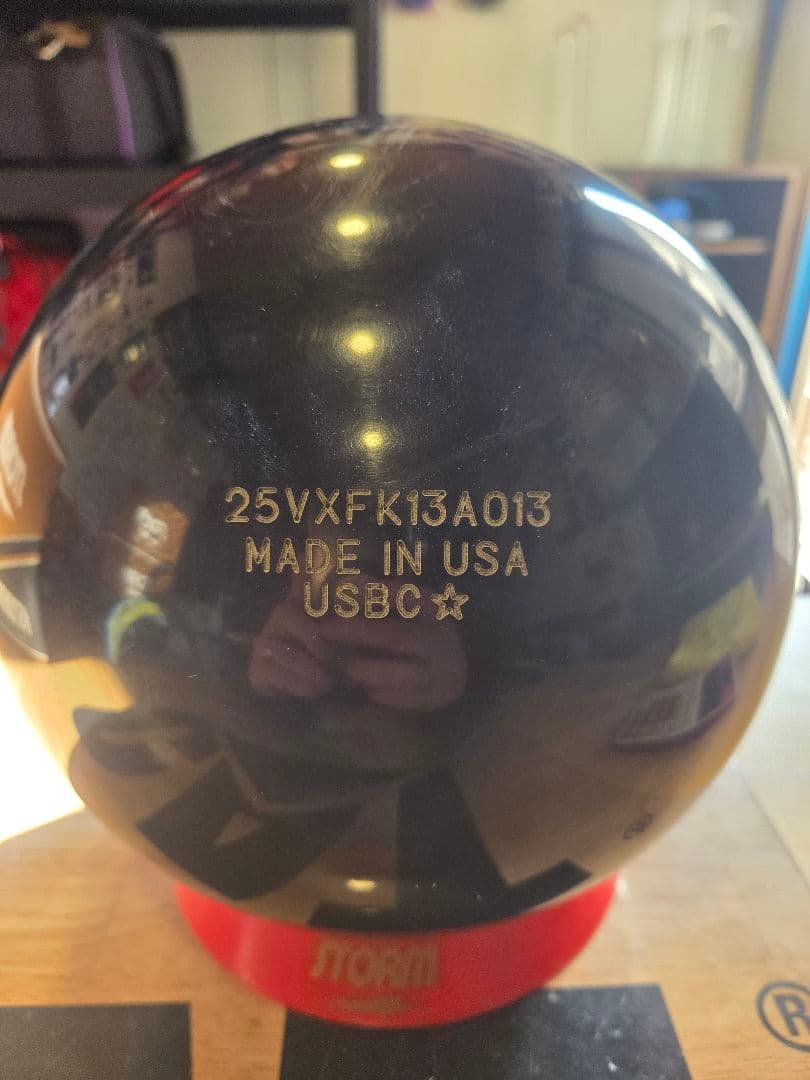 25VXFK13A013
MADE IN USA
USBC☆
STORM
®